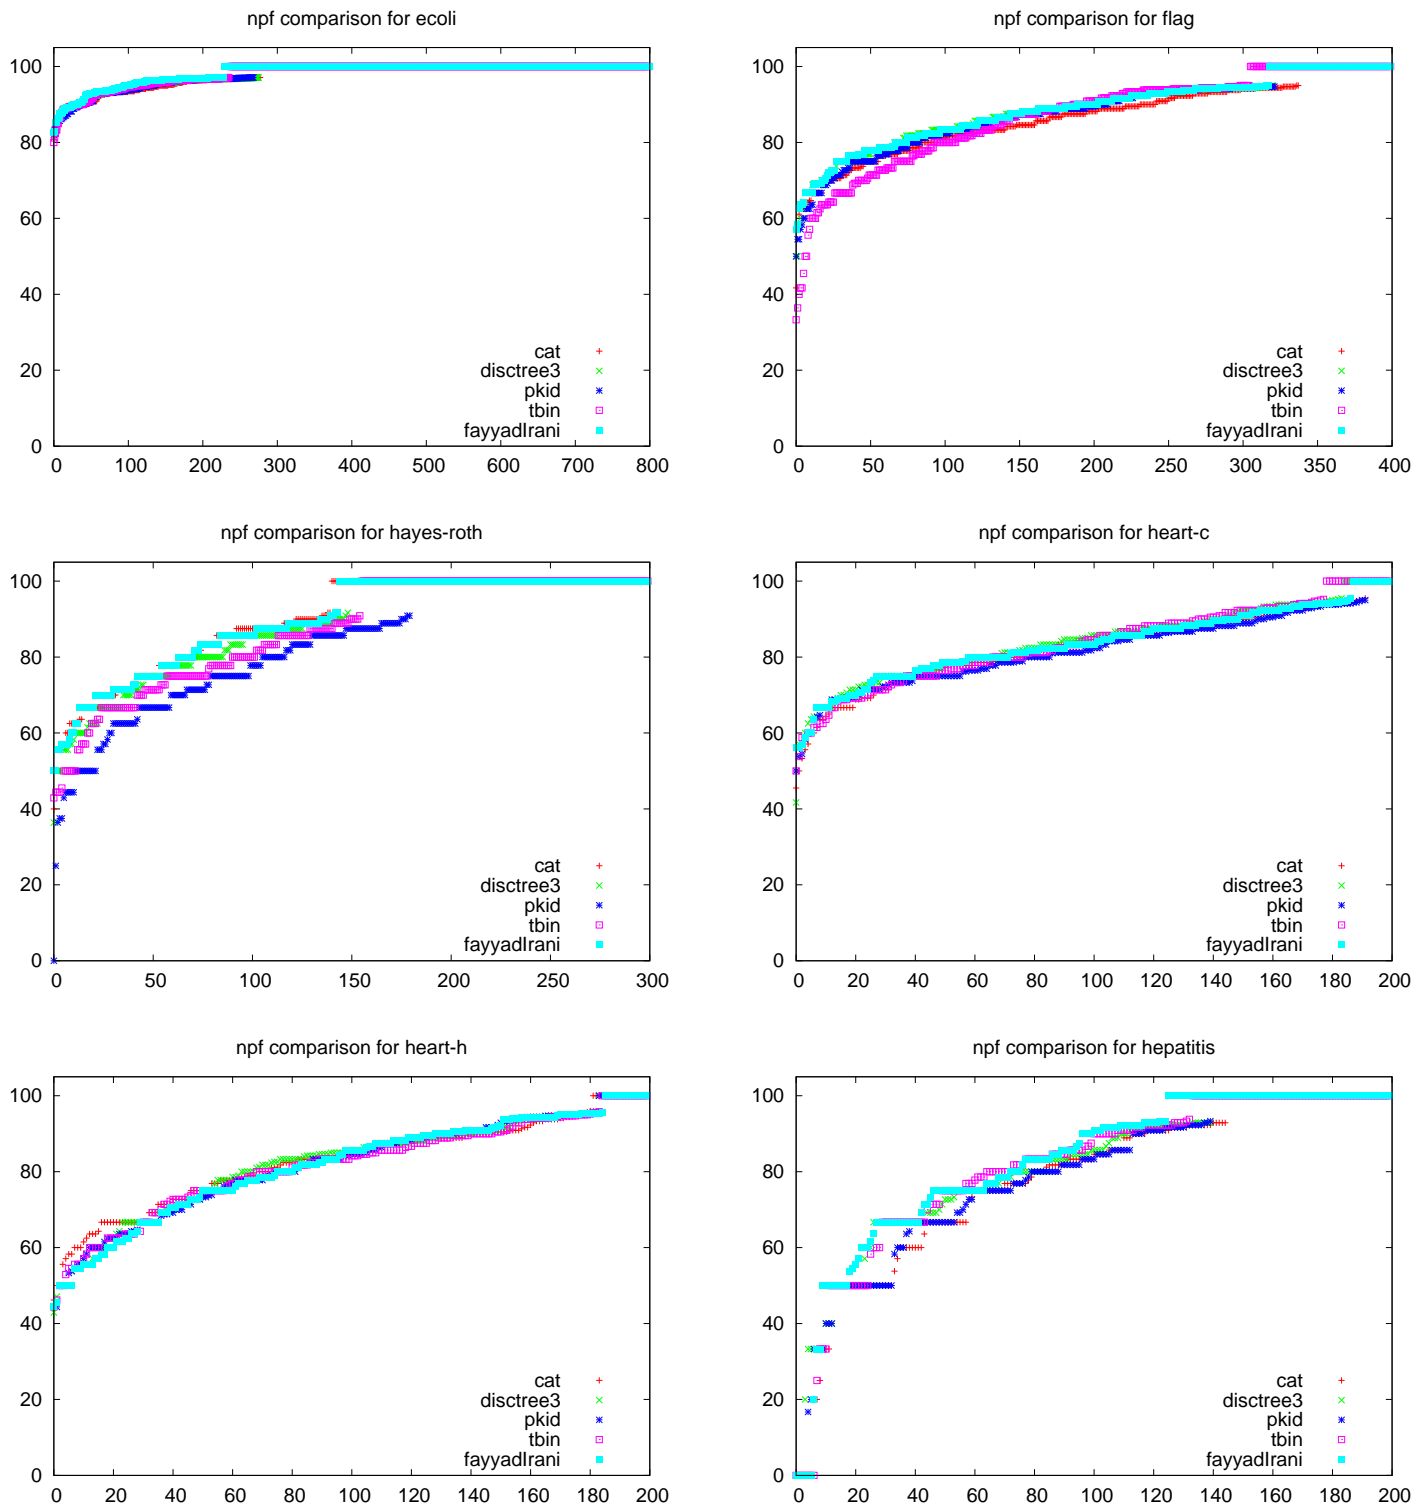 npf comparison for ecoli
100
80
60
40
20
0
cat
disctree3
pkid
tbin
fayyadIrani
0 100 200 300 400 500 600 700 800
npf comparison for flag
100
80
60
40
20
0
cat
disctree3
pkid
tbin
fayyadIrani
0 50 100 150 200 250 300 350 400
npf comparison for hayes-roth
100
80
60
40
20
0
cat
disctree3
pkid
tbin
fayyadIrani
0 50 100 150 200 250 300
npf comparison for heart-c
100
80
60
40
20
0
cat
disctree3
pkid
tbin
fayyadIrani
0 20 40 60 80 100 120 140 160 180 200
npf comparison for heart-h
100
80
60
40
20
0
cat
disctree3
pkid
tbin
fayyadIrani
0 20 40 60 80 100 120 140 160 180 200
npf comparison for hepatitis
100
80
60
40
20
0
cat
disctree3
pkid
tbin
fayyadIrani
0 20 40 60 80 100 120 140 160 180 200